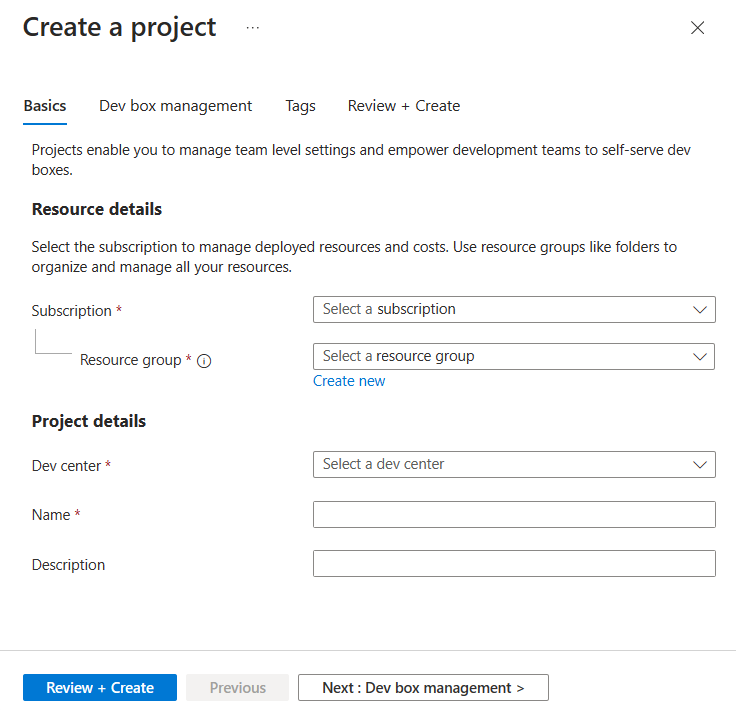 Create a project ...
Basics Dev box management Tags Review + Create
Projects enable you to manage team level settings and empower development teams to self-serve dev
boxes.
Resource details
Select the subscription to manage deployed resources and costs. Use resource groups like folders to
organize and manage all your resources.
Subscription * Select a subscription
Resource group * Select a resource group
Create new
Project details
Dev center * Select a dev center
Name *
Description
Review + Create Previous Next : Dev box management >